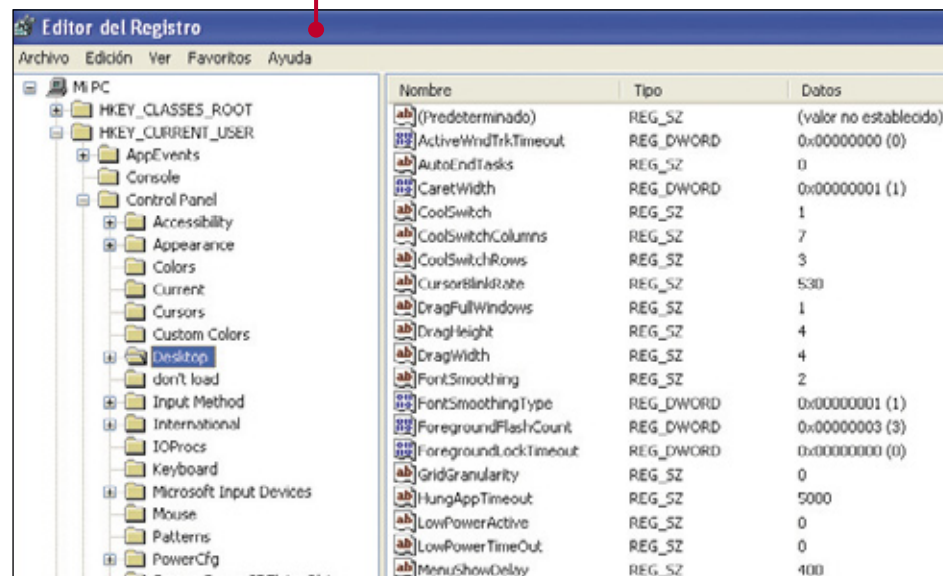 Editor del Registro
Archivo Edición Ver Favoritos Ayuda
Mi PC
HKEY_CLASSES_ROOT
HKEY_CURRENT_USER
AppEvents
Console
Control Panel
Accessibility
Appearance
Colors
Current
Cursors
Custom Colors
Desktop
don't load
Input Method
International
IOProcs
Keyboard
Microsoft Input Devices
Mouse
Patterns
PowerCfg
Nombre Tipo Datos
(Predeterminado) REG_SZ (valor no establecido)
ActiveWndTrkTimeout REG_DWORD 0x00000000 (0)
AutoEndTasks REG_SZ 0
CaretWidth REG_DWORD 0x00000001 (1)
CoolSwitch REG_SZ 1
CoolSwitchColumns REG_SZ 7
CoolSwitchRows REG_SZ 3
CursorBlinkRate REG_SZ 530
DragFullWindows REG_SZ 1
DragHeight REG_SZ 4
DragWidth REG_SZ 4
FontSmoothing REG_SZ 2
FontSmoothingType REG_DWORD 0x00000001 (1)
ForegroundFlashCount REG_DWORD 0x00000003 (3)
ForegroundLockTimeout REG_DWORD 0x00000000 (0)
GridGranularity REG_SZ 0
HungAppTimeout REG_SZ 5000
LowPowerActive REG_SZ 0
LowPowerTimeOut REG_SZ 0
MenuShowDelay REG_SZ 400